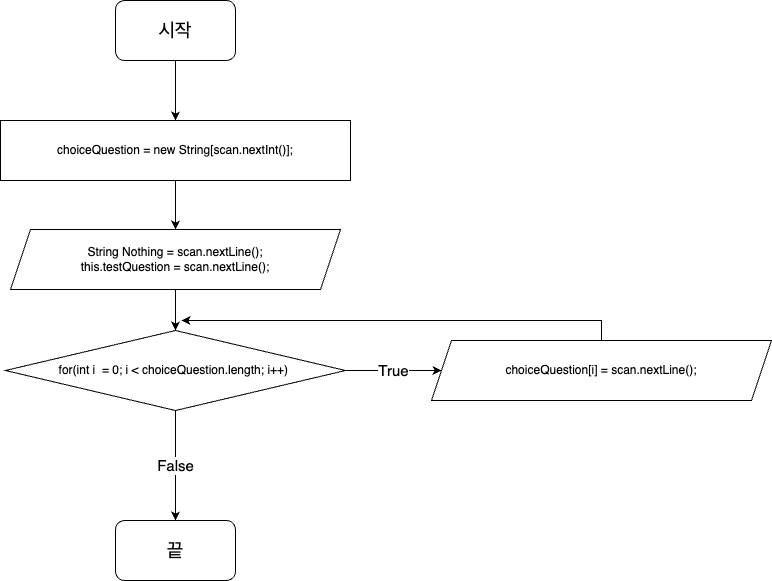 시작
choiceQuestion = new String[scan.nextInt()];
String Nothing = scan.nextLine();
this.testQuestion = scan.nextLine();
for(int i  = 0; i < choiceQuestion.length; i++)
True
choiceQuestion[i] = scan.nextLine();
False
끝